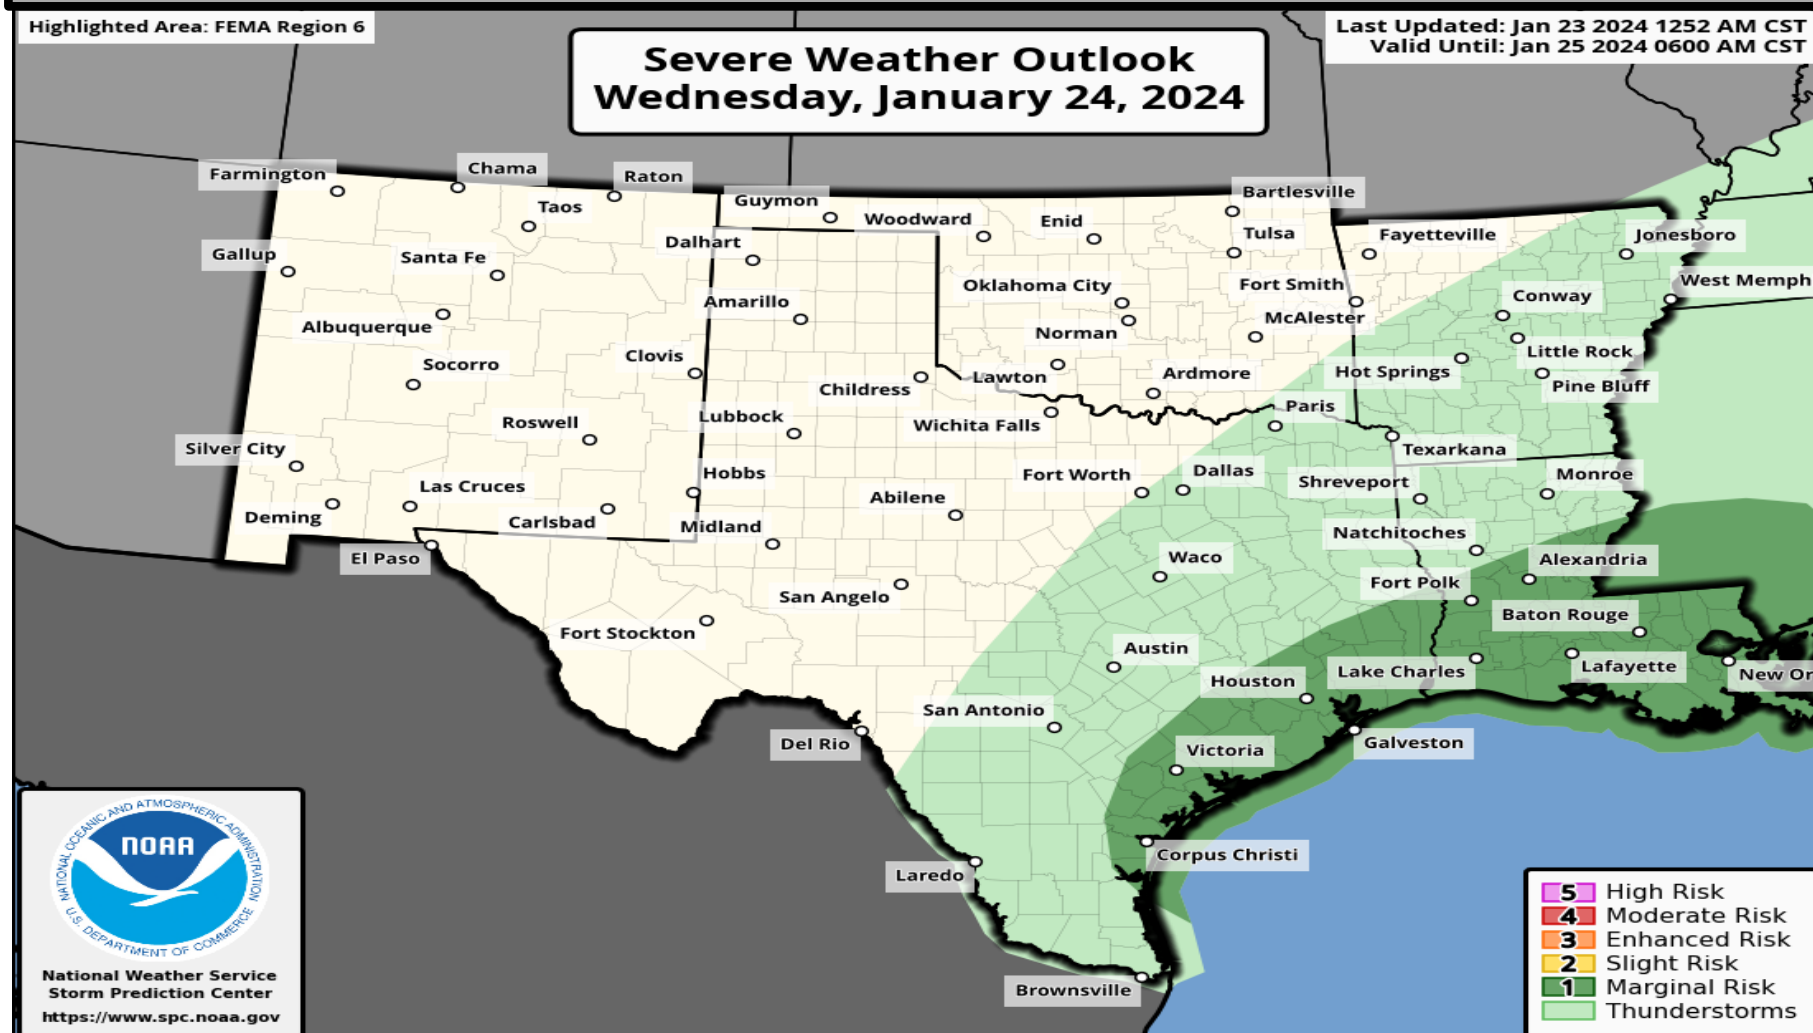 Highlighted Area: FEMA Region 6
Severe Weather Outlook
Wednesday, January 24, 2024
Last Updated: Jan 23 2024 1252 AM CST
Valid Until: Jan 25 2024 0600 AM CST
Farmington
Chama
Raton
Taos
Guymon
Woodward
Enid
Bartlesville
Tulsa
Fayetteville
Jonesboro
Gallup
Santa Fe
Dalhart
Oklahoma City
Fort Smith
Conway
West Memph
Albuquerque
Amarillo
Norman
McAlester
Little Rock
Socorro
Clovis
Childress
Lawton
Ardmore
Hot Springs
Pine Bluff
Roswell
Lubbock
Wichita Falls
Paris
Texarkana
Silver City
Las Cruces
Hobbs
Abilene
Fort Worth
Dallas
Shreveport
Monroe
Deming
Carlsbad
Midland
Natchitoches
El Paso
San Angelo
Waco
Fort Polk
Alexandria
Fort Stockton
Austin
Baton Rouge
Houston
Lake Charles
Lafayette
New Or
San Antonio
Del Rio
Victoria
Galveston
Laredo
Corpus Christi
Brownsville
NATIONAL OCEANIC AND ATMOSPHERIC ADMINISTRATION
NOAA
U.S. DEPARTMENT OF COMMERCE
National Weather Service
Storm Prediction Center
https://www.spc.noaa.gov
5 High Risk
4 Moderate Risk
3 Enhanced Risk
2 Slight Risk
1 Marginal Risk
Thunderstorms